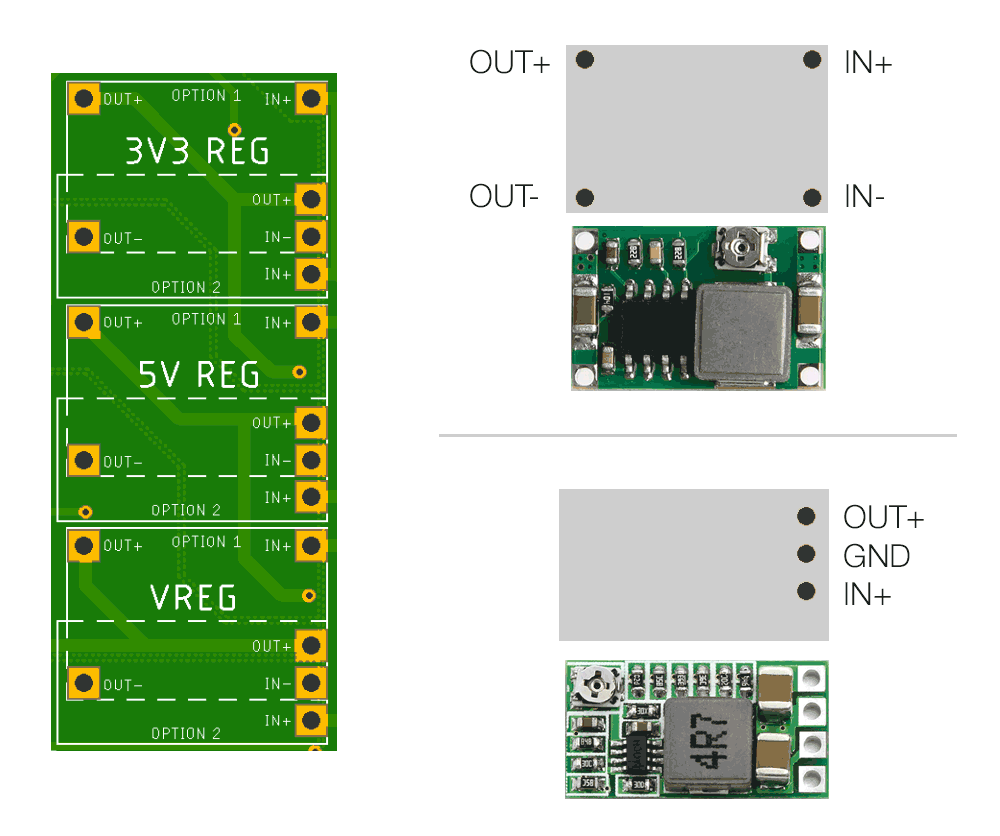 OUT+ OPTION 1 IN+
3V3 REG
OUT+
OUT- IN-
IN+
OPTION 2
OUT+ OPTION 1 IN+
5V REG
OUT+
OUT- IN-
IN+
OPTION 2
OUT+ OPTION 1 IN+
VREG
OUT+
OUT- IN-
IN+
OPTION 2
OUT+ IN+
OUT- IN-
OUT+
GND
IN+
4R7